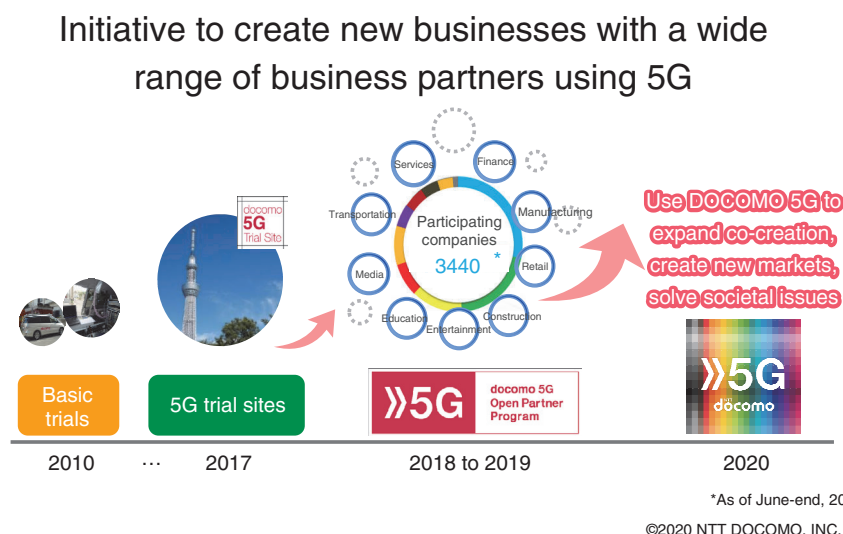 Initiative to create new businesses with a wide
range of business partners using 5G
docomo
5G
Trial Site
Services
Finance
Transportation
Manufacturing
Participating
companies
3440 *
Media
Retail
Education
Entertainment
Construction
Use DOCOMO 5G to
expand co-creation,
create new markets,
solve societal issues
Basic
trials
5G trial sites
5G
docomo 5G
Open Partner
Program
5G
döcomo
2010
...
2017
2018 to 2019
2020
*As of June-end, 20
©2020 NTT DOCOMO, INC.